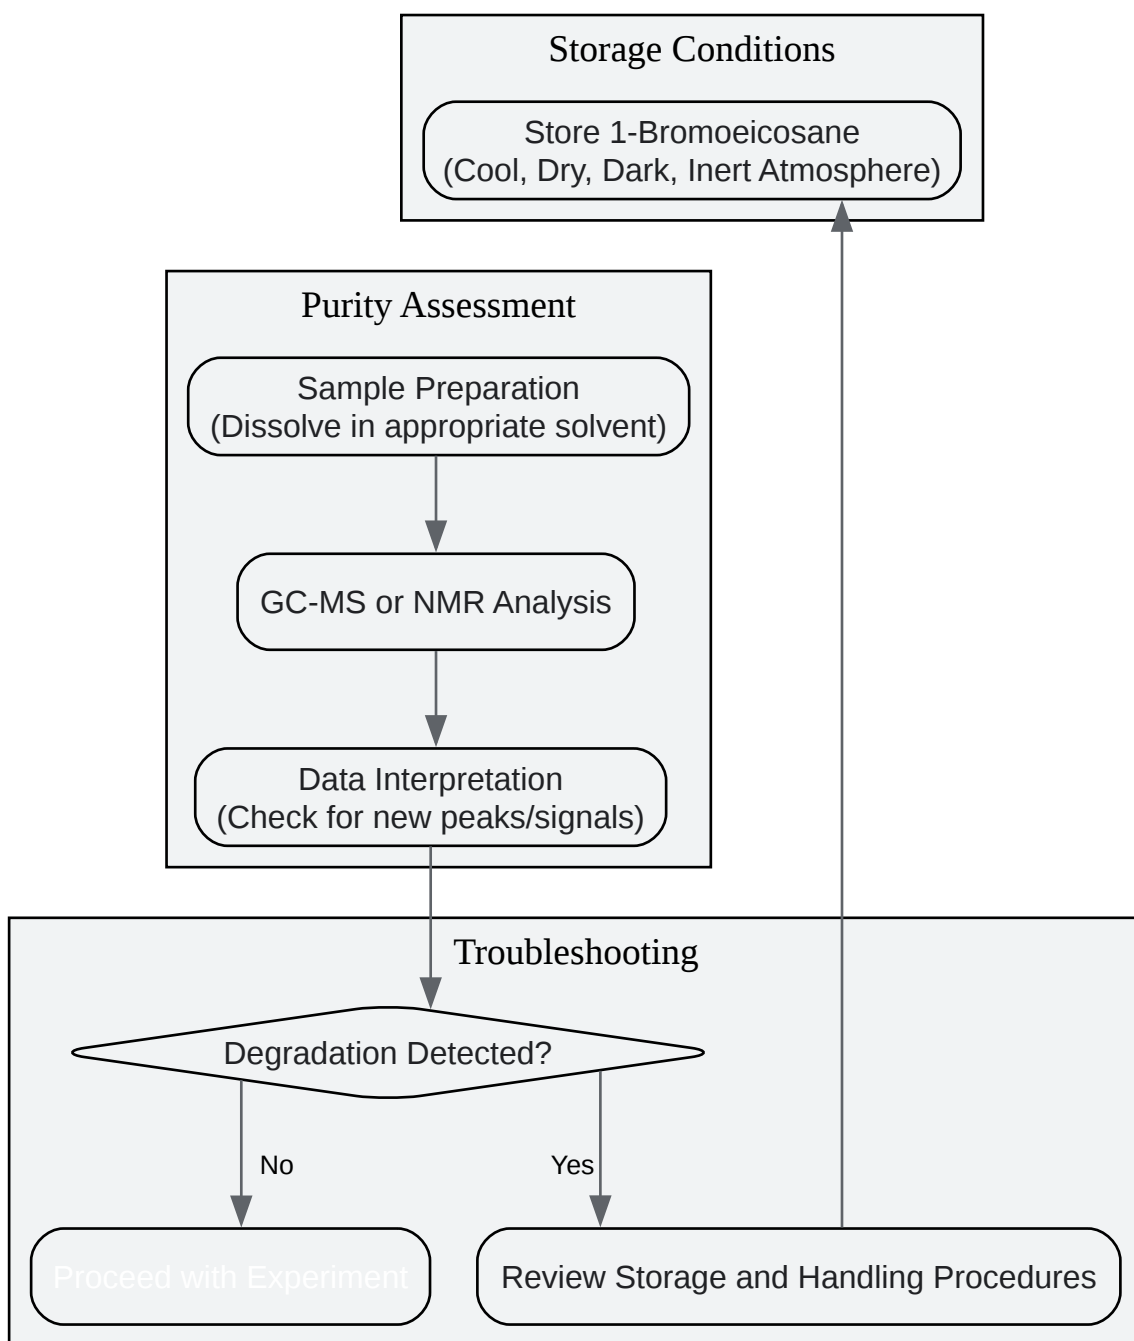 Storage Conditions
Store 1-Bromoeicosane
(Cool, Dry, Dark, Inert Atmosphere)
Purity Assessment
Sample Preparation
(Dissolve in appropriate solvent)
GC-MS or NMR Analysis
Data Interpretation
(Check for new peaks/signals)
Troubleshooting
Degradation Detected?
No
Yes
Proceed with Experiment
Review Storage and Handling Procedures